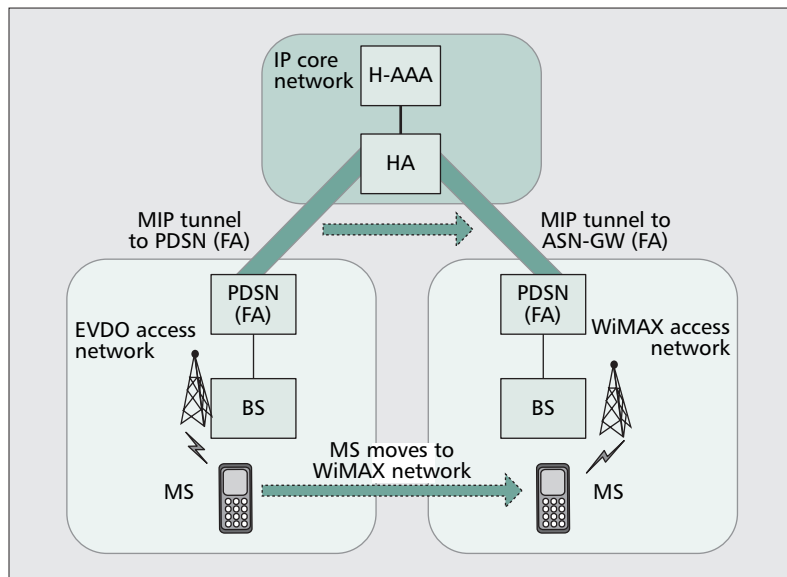 IP core
network
H-AAA
HA
MIP tunnel
to PDSN (FA)
MIP tunnel to
ASN-GW (FA)
PDSN
(FA)
EVDO access
network
BS
MS
PDSN
(FA)
WiMAX access
network
BS
MS
MS moves to
WiMAX network